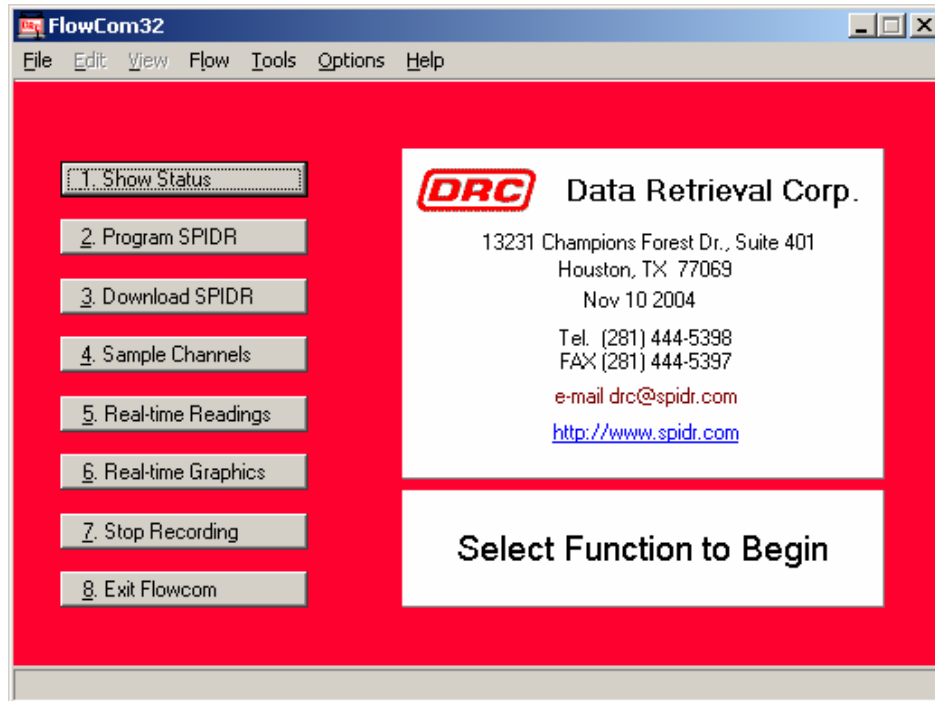 FlowCom32
File Edit View Flow Tools Options Help
1. Show Status
2. Program SPIDR
3. Download SPIDR
4. Sample Channels
5. Real-time Readings
6. Real-time Graphics
7. Stop Recording
8. Exit Flowcom
DRC Data Retrieval Corp.
13231 Champions Forest Dr., Suite 401
Houston, TX 77069
Nov 10 2004
Tel. (281) 444-5398
FAX (281) 444-5397
e-mail drc@spidr.com
http://www.spidr.com
Select Function to Begin